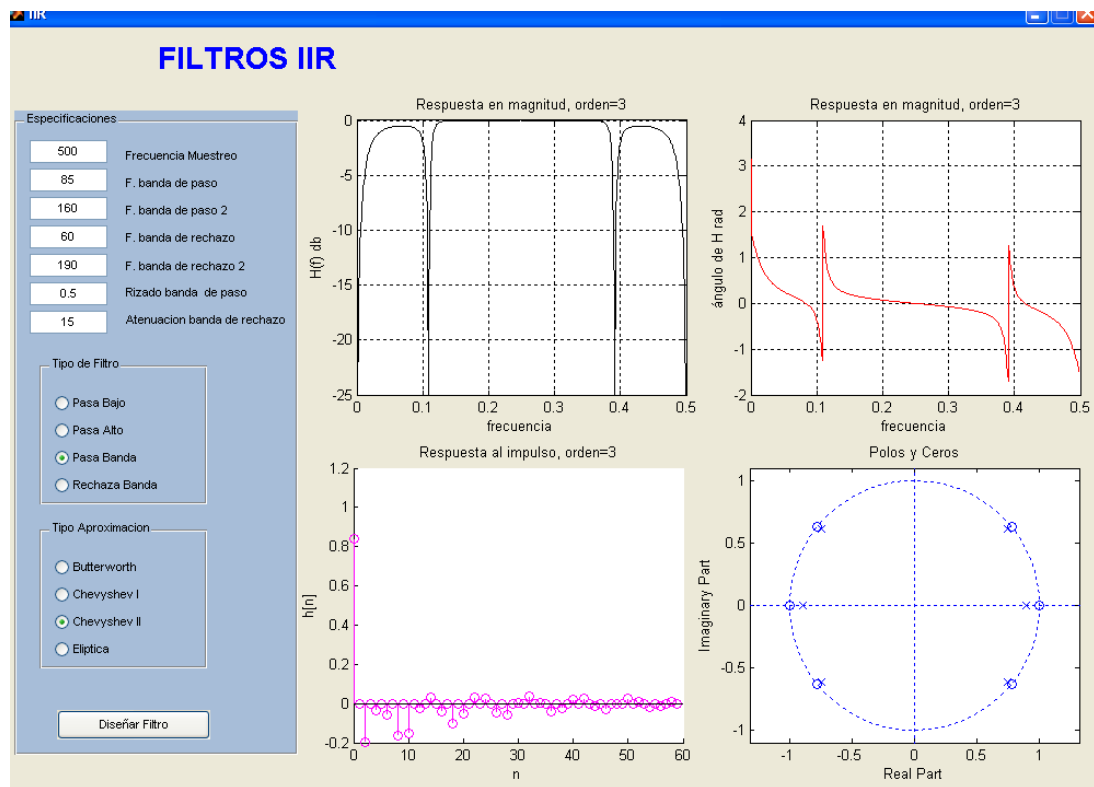 IIR
FILTROS IIR
Especificaciones
500 Frecuencia Muestreo
85 F. banda de paso
160 F. banda de paso 2
60 F. banda de rechazo
190 F. banda de rechazo 2
0.5 Rizado banda de paso
15 Atenuacion banda de rechazo
Tipo de Filtro
Pasa Bajo
Pasa Alto
Pasa Banda
Rechaza Banda
Tipo Aproximacion
Butterworth
Chevyshev I
Chevyshev II
Eliptica
Diseñar Filtro
Respuesta en magnitud, orden=3
H(f) db
0
-5
-10
-15
-20
-25
0 0.1 0.2 0.3 0.4 0.5
frecuencia
Respuesta en magnitud, orden=3
ángulo de H rad
4
3
2
1
0
-1
-2
0 0.1 0.2 0.3 0.4 0.5
frecuencia
Respuesta al impulso, orden=3
h[n]
1.2
1
0.8
0.6
0.4
0.2
0
-0.2
0 10 20 30 40 50 60
n
Polos y Ceros
Imaginary Part
1
0.5
0
-0.5
-1
-1 -0.5 0 0.5 1
Real Part